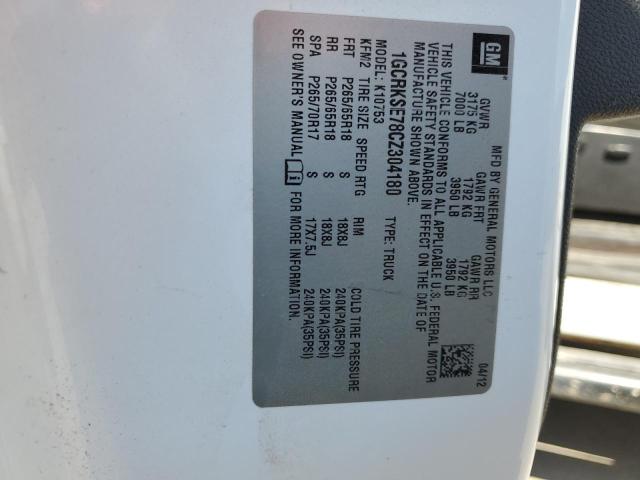 GM
MFD BY GENERAL MOTORS LLC
04/12
GVWR GAWR FRT GAWR RR
3175 KG 1792 KG 1792 KG
7000 LB 3950 LB 3950 LB
THIS VEHICLE CONFORMS TO ALL APPLICABLE U.S. FEDERAL MOTOR
VEHICLE SAFETY STANDARDS IN EFFECT ON THE DATE OF
MANUFACTURE SHOWN ABOVE.
1GCRKSE78CZ304180
TYPE: TRUCK
MODEL: K10753
KFM2 TIRE SIZE SPEED RTG RIM COLD TIRE PRESSURE
FRT P265/65R18 S 18X8J 240KPA(35PSI)
RR P265/65R18 S 18X8J 240KPA(35PSI)
SPA P265/70R17 S 17X7.5J 240KPA(35PSI)
SEE OWNER'S MANUAL FOR MORE INFORMATION.